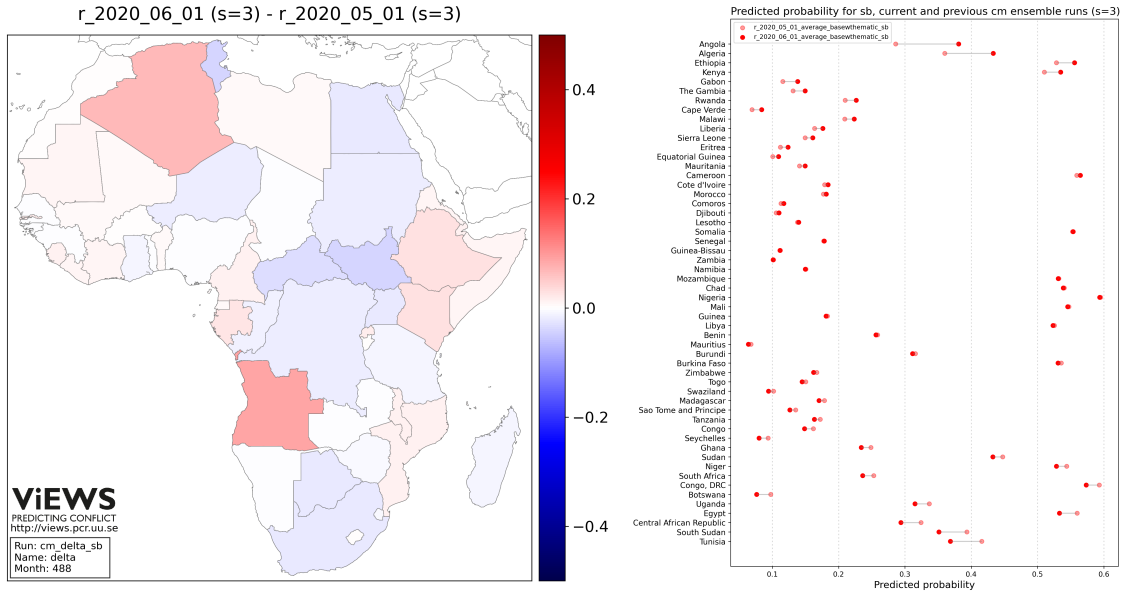 r_2020_06_01 (s=3) - r_2020_05_01 (s=3)
ViEWS
PREDICTING CONFLICT
http://views.pcr.uu.se
Run: cm_delta_sb
Name: delta
Month: 488
0.4
0.2
0.0
−0.2
−0.4
Predicted probability for sb, current and previous cm ensemble runs (s=3)
r_2020_05_01_average_basewthematic_sb
r_2020_06_01_average_basewthematic_sb
Angola
Algeria
Ethiopia
Kenya
Gabon
The Gambia
Rwanda
Cape Verde
Malawi
Liberia
Sierra Leone
Eritrea
Equatorial Guinea
Mauritania
Cameroon
Cote d'Ivoire
Morocco
Comoros
Djibouti
Lesotho
Somalia
Senegal
Guinea-Bissau
Zambia
Namibia
Mozambique
Chad
Nigeria
Mali
Guinea
Libya
Benin
Mauritius
Burundi
Burkina Faso
Zimbabwe
Togo
Swaziland
Madagascar
Sao Tome and Principe
Tanzania
Congo
Seychelles
Ghana
Sudan
Niger
South Africa
Congo, DRC
Botswana
Uganda
Egypt
Central African Republic
South Sudan
Tunisia
0.1 0.2 0.3 0.4 0.5 0.6
Predicted probability